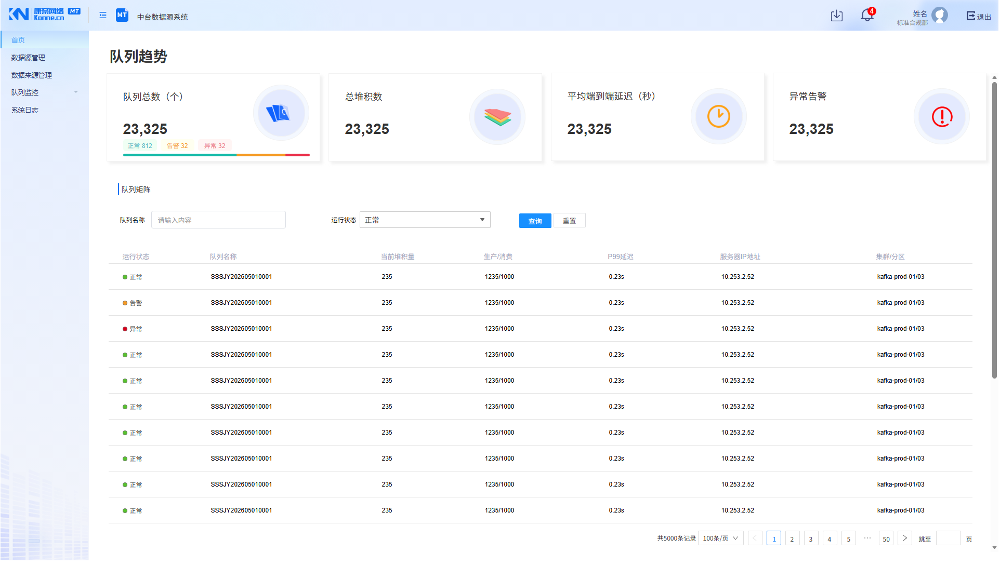 康奈网络 MT
Konne.cn
MT 中台数据源系统
4
姓名
标准合规部
退出
首页
数据源管理
数据来源管理
队列监控
系统日志
队列趋势
队列总数（个）
23,325
正常 812 告警 32 异常 32
总堆积数
23,325
平均端到端延迟（秒）
23,325
异常告警
23,325
队列矩阵
队列名称 请输入内容 运行状态 正常 查询 重置
运行状态 队列名称 当前堆积量 生产/消费 P99延迟 服务器IP地址 集群/分区
正常 SSSJY202605010001 235 1235/1000 0.23s 10.253.2.52 kafka-prod-01/03
告警 SSSJY202605010001 235 1235/1000 0.23s 10.253.2.52 kafka-prod-01/03
异常 SSSJY202605010001 235 1235/1000 0.23s 10.253.2.52 kafka-prod-01/03
正常 SSSJY202605010001 235 1235/1000 0.23s 10.253.2.52 kafka-prod-01/03
正常 SSSJY202605010001 235 1235/1000 0.23s 10.253.2.52 kafka-prod-01/03
正常 SSSJY202605010001 235 1235/1000 0.23s 10.253.2.52 kafka-prod-01/03
正常 SSSJY202605010001 235 1235/1000 0.23s 10.253.2.52 kafka-prod-01/03
正常 SSSJY202605010001 235 1235/1000 0.23s 10.253.2.52 kafka-prod-01/03
正常 SSSJY202605010001 235 1235/1000 0.23s 10.253.2.52 kafka-prod-01/03
正常 SSSJY202605010001 235 1235/1000 0.23s 10.253.2.52 kafka-prod-01/03
共5000条记录 100条/页 1 2 3 4 5 ··· 50 跳至 页